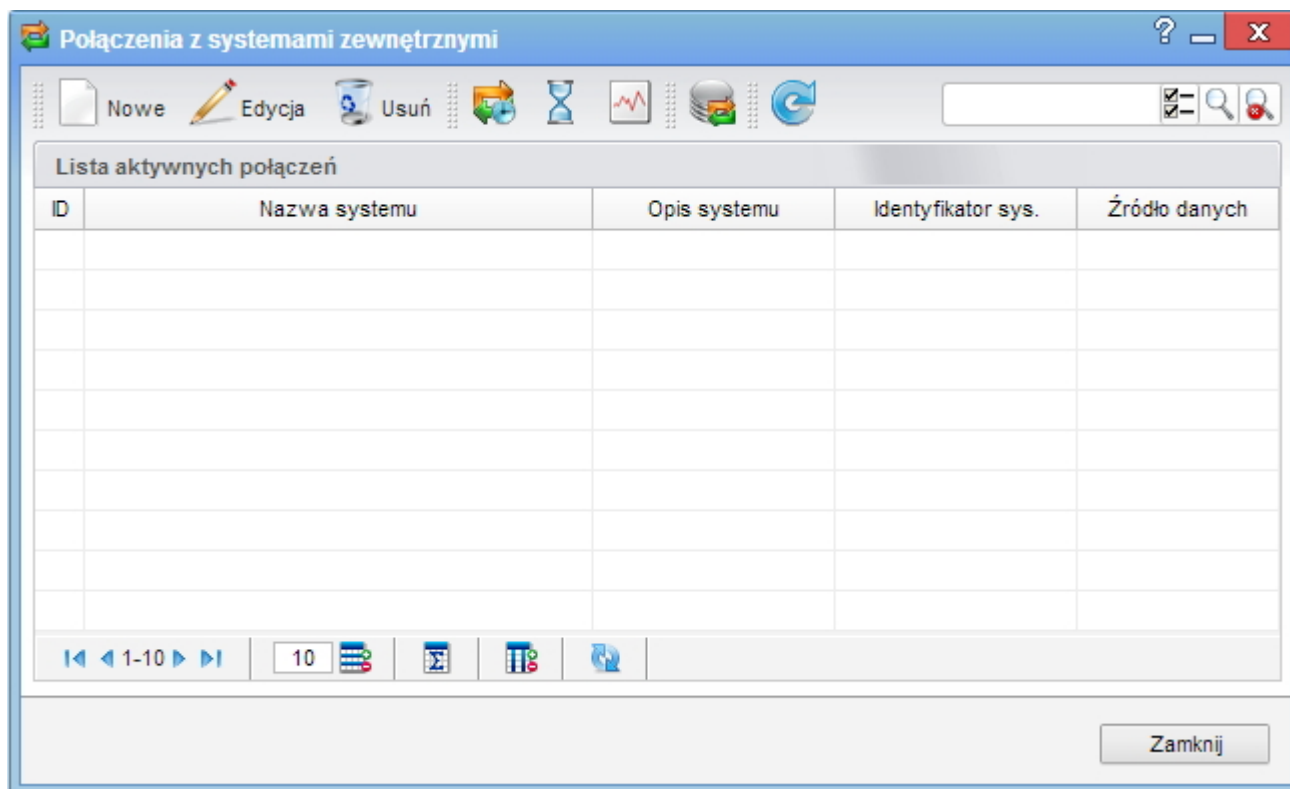 Połączenia z systemami zewnętrznymi
Nowe Edycja Usuń
Lista aktywnych połączeń
ID Nazwa systemu Opis systemu Identyfikator sys. Źródło danych
1-10 10
Zamknij